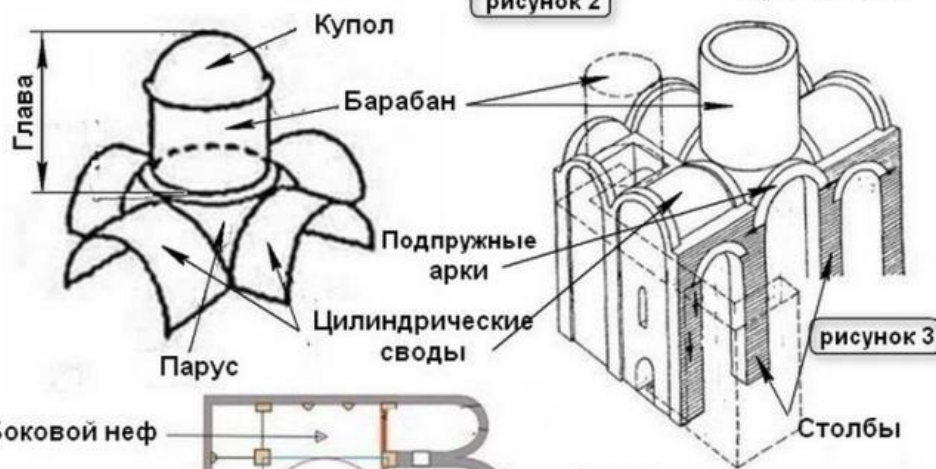 рисунок 2
Купол
Глава
Барабан
Подпружные
арки
Цилиндрические
своды
Парус
рисунок 3
Столбы
Боковой неф